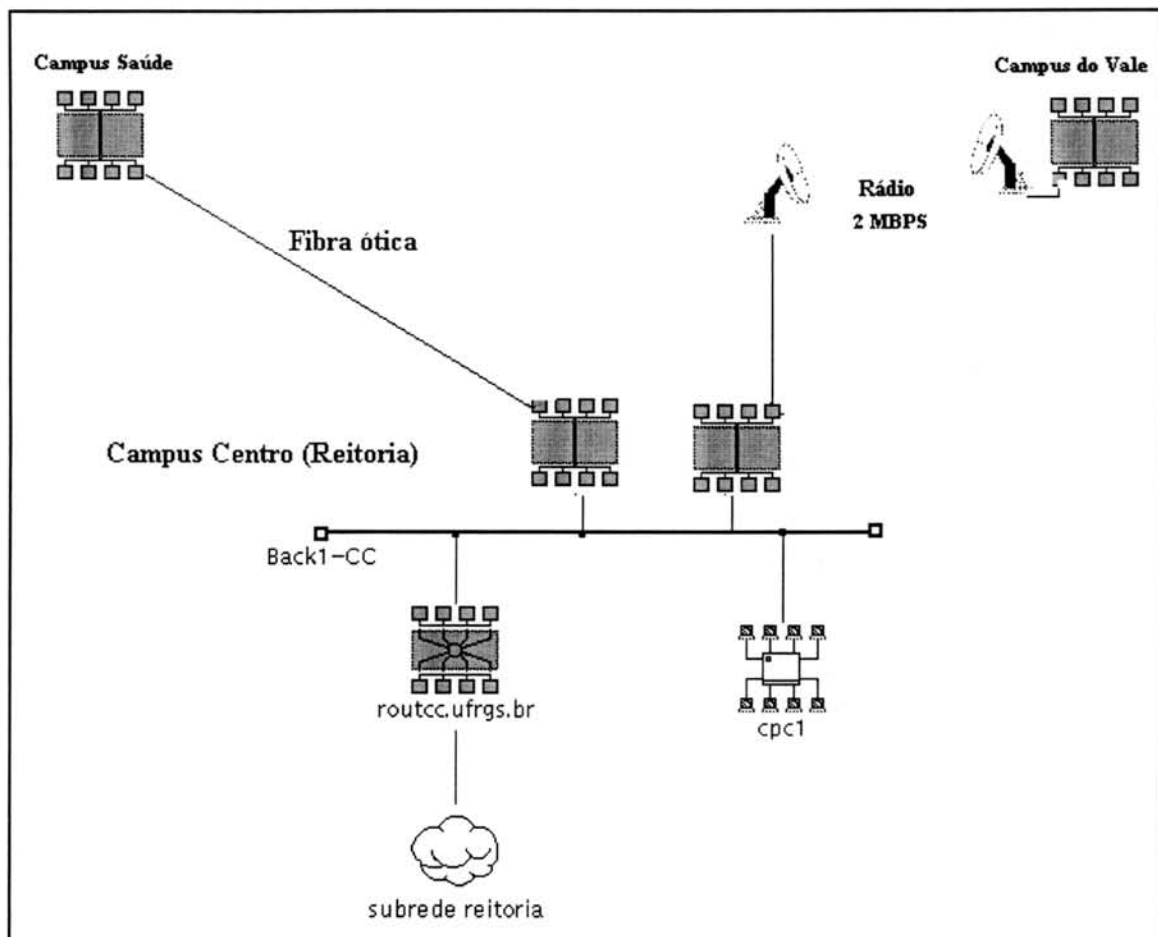 Campus Saúde
Campus do Vale
Rádio
2 MBPS
Fibra ótica
Campus Centro (Reitoria)
Back1-CC
routcc.ufrgs.br
cpc1
subrede reitoria